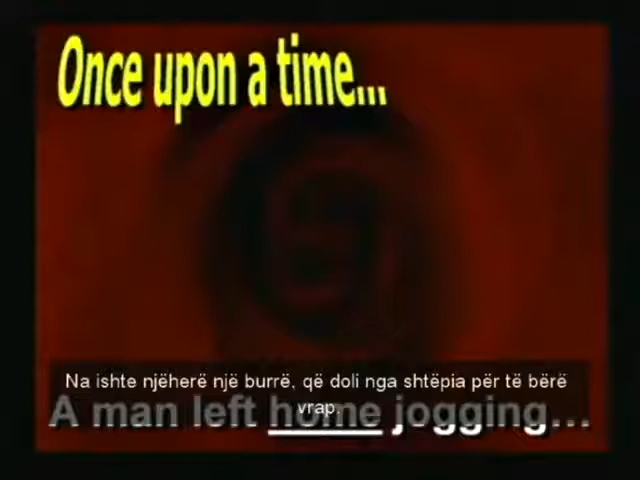 Once upon a time...
Na ishte njëherë një burrë, që doli nga shtëpia për të bërë
vrap.
A man left home jogging...